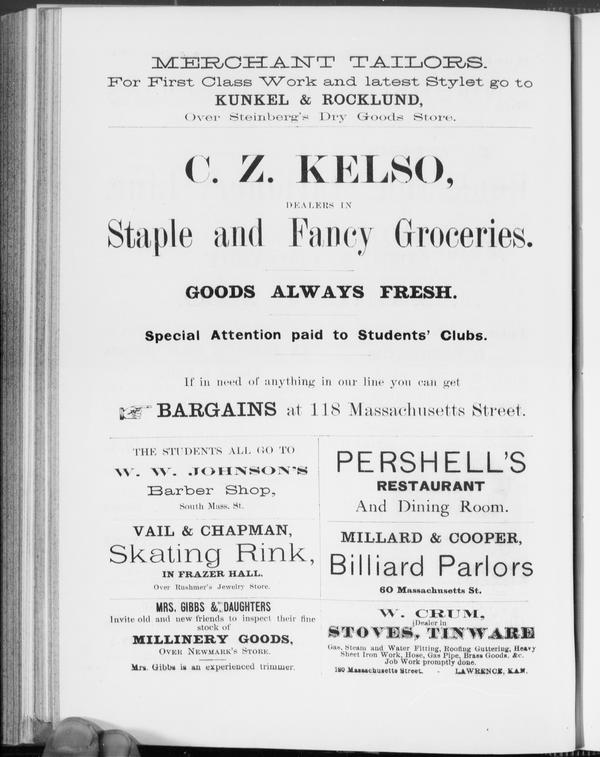 MERCHANT TAILORS.
For First Class Work and latest Stylet go to
KUNKEL & ROCKLUND,
Over Steinberg's Dry Goods Store.
C. Z. KELSO,
DEALERS IN
Staple and Fancy Groceries.
GOODS ALWAYS FRESH.
Special Attention paid to Students' Clubs.
If in need of anything in our line you can get
BARGAINS at 118 Massachusetts Street.
THE STUDENTS ALL GO TO
W. W. JOHNSON'S
Barber Shop,
South Mass. St.
PERSHELL'S
RESTAURANT
And Dining Room.
VAIL & CHAPMAN,
Skating Rink,
IN FRAZER HALL.
Over Rushmer's Jewelry Store.
MILLARD & COOPER,
Billiard Parlors
60 Massachusetts St.
MRS. GIBBS & DAUGHTERS
Invite old and new friends to inspect their fine
stock of
MILLINERY GOODS,
OVER NEWMARK'S STORE.
Mrs. Gibbs is an experienced trimmer.
W. CRUM,
Dealer in
STOVES, TINWARE
Gas, Steam and Water Fitting, Roofing Guttering, Heavy
Sheet Iron Work, Hose, Gas Pipe, Brass Goods, &c.
Job Work promptly done.
180 Massachusetts Street. - LAWRENCE, KAN.